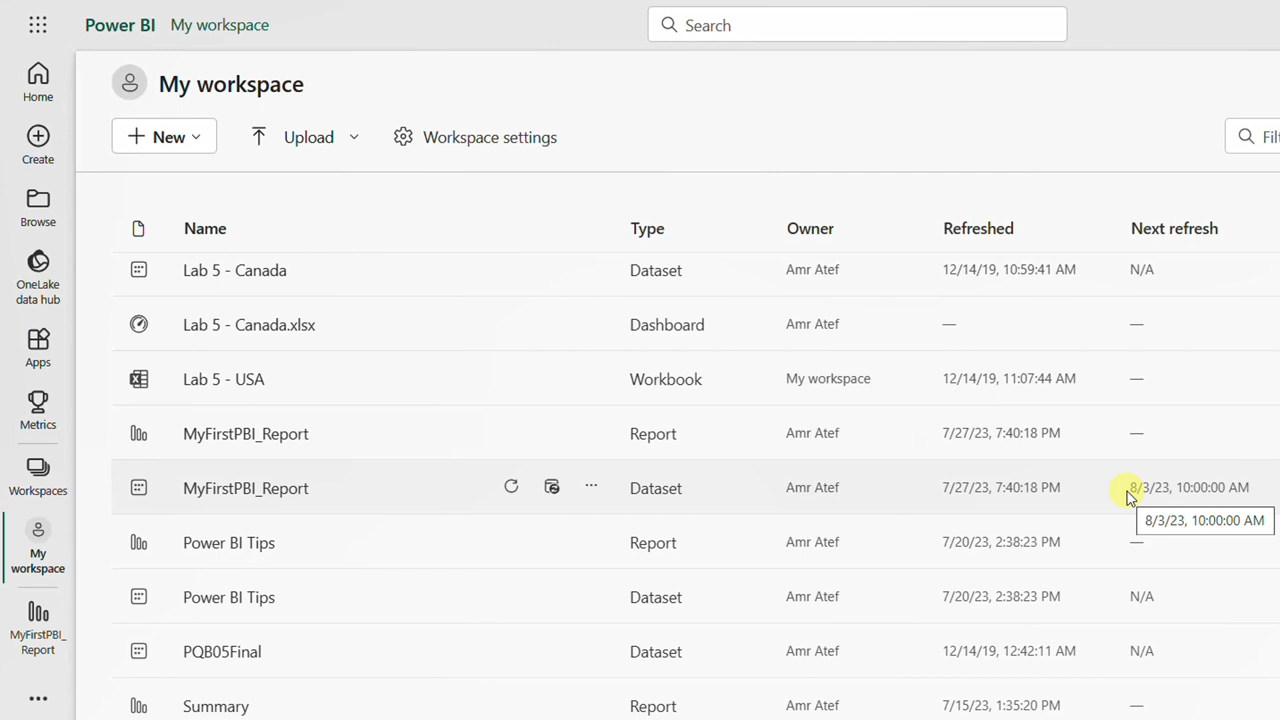 Power BI My workspace
Search
Home
Create
Browse
OneLake
data hub
Apps
Metrics
Workspaces
My
workspace
MyFirstPBI_
Report
My workspace
New
Upload
Workspace settings
Name Type Owner Refreshed Next refresh
Lab 5 - Canada Dataset Amr Atef 12/14/19, 10:59:41 AM N/A
Lab 5 - Canada.xlsx Dashboard Amr Atef — —
Lab 5 - USA Workbook My workspace 12/14/19, 11:07:44 AM —
MyFirstPBI_Report Report Amr Atef 7/27/23, 7:40:18 PM —
MyFirstPBI_Report Dataset Amr Atef 7/27/23, 7:40:18 PM 8/3/23, 10:00:00 AM
8/3/23, 10:00:00 AM
Power BI Tips Report Amr Atef 7/20/23, 2:38:23 PM —
Power BI Tips Dataset Amr Atef 7/20/23, 2:38:23 PM N/A
PQB05Final Dataset Amr Atef 12/14/19, 12:42:11 AM N/A
Summary Report Amr Atef 7/15/23, 1:35:20 PM —